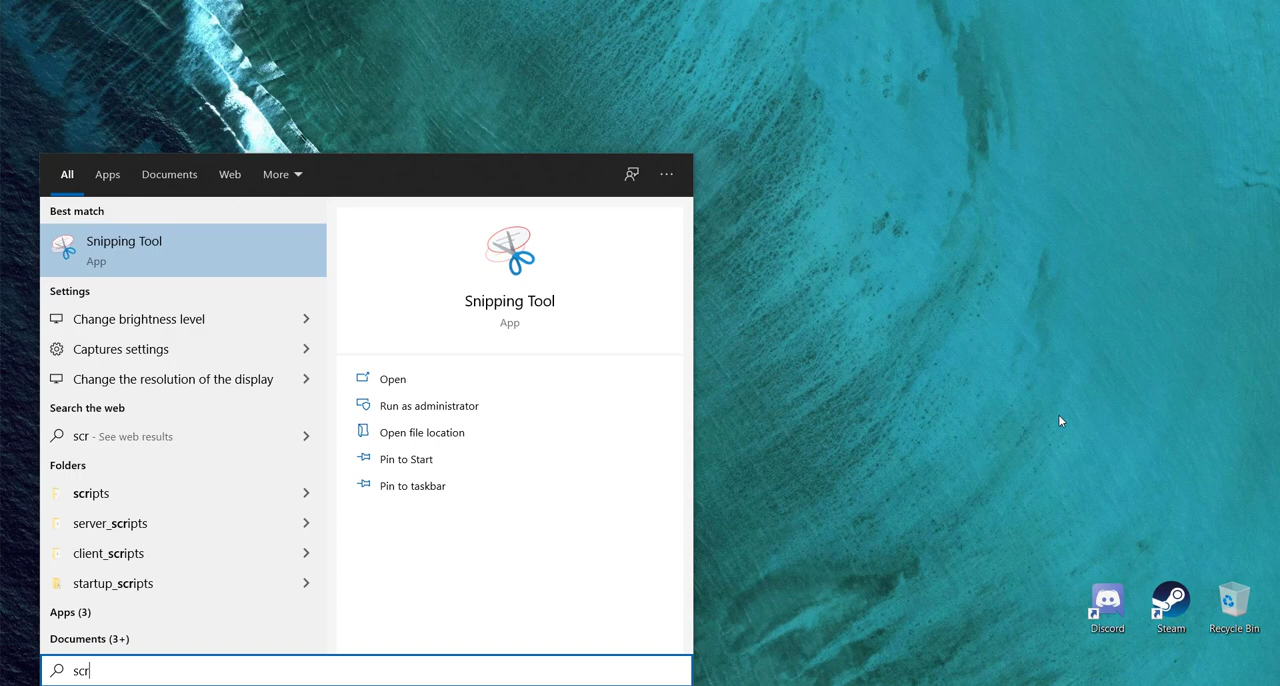 All Apps Documents Web More
Best match
Snipping Tool
App
Settings
Change brightness level
Captures settings
Change the resolution of the display
Search the web
scr - See web results
Folders
scripts
server_scripts
client_scripts
startup_scripts
Apps (3)
Documents (3+)
scr
Snipping Tool
App
Open
Run as administrator
Open file location
Pin to Start
Pin to taskbar
Discord
Steam
Recycle Bin